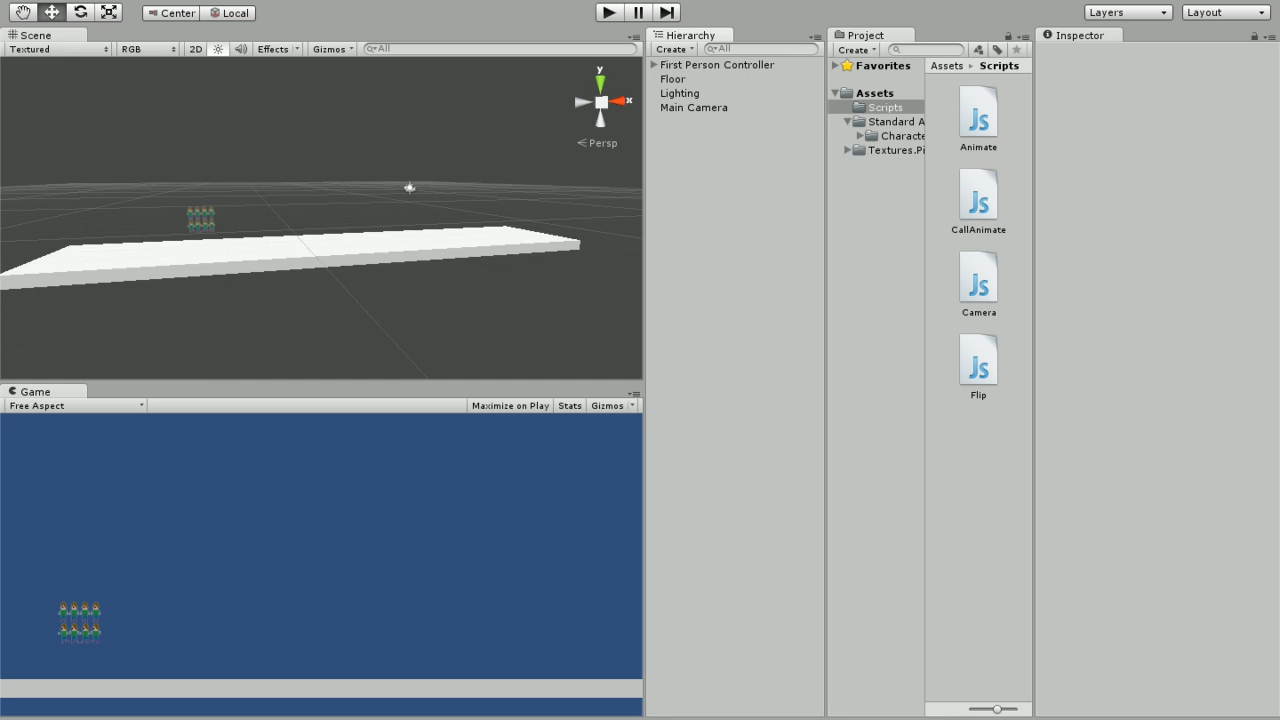 Center Local Layers Layout
Scene Hierarchy Project Inspector
Textured RGB 2D Effects Gizmos All Create All Create
First Person Controller
Floor
Lighting
Main Camera
Favorites
Assets
Scripts
Standard A
Characte
Textures.Pi
Assets Scripts
Animate
CallAnimate
Camera
Flip
Js
Js
Js
Js
y
x
Persp
Game
Free Aspect Maximize on Play Stats Gizmos